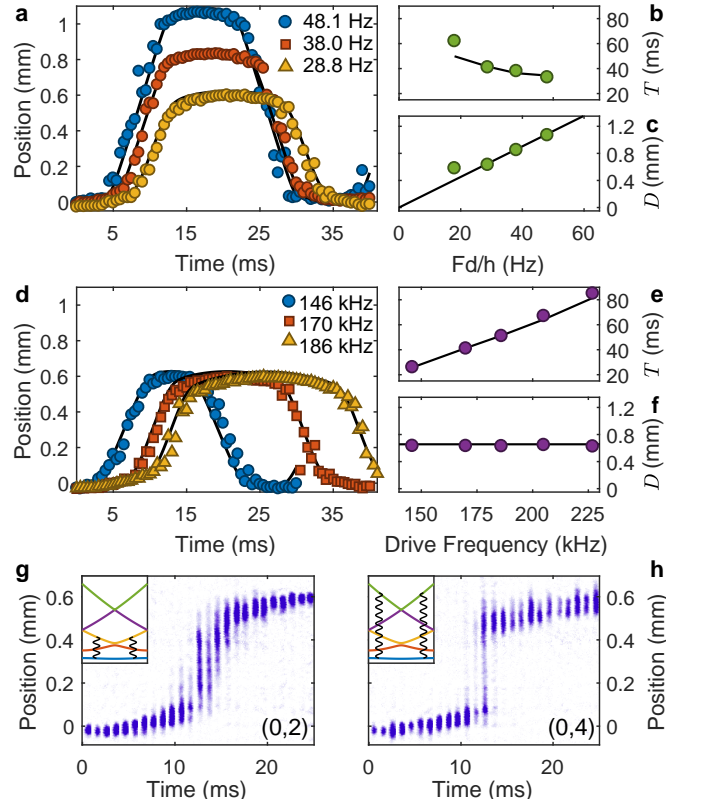 a
48.1 Hz
38.0 Hz
28.8 Hz
Position (mm)
1
0.8
0.6
0.4
0.2
0
5 15 25 35
Time (ms)
b
80
60
40
20
T (ms)
c
1.2
0.8
0.4
0
D (mm)
0 20 40 60
Fd/h (Hz)
d
146 kHz
170 kHz
186 kHz
Position (mm)
1
0.8
0.6
0.4
0.2
0
5 15 25 35
Time (ms)
e
80
60
40
20
T (ms)
f
1.2
0.8
0.4
0
D (mm)
150 175 200 225
Drive Frequency (kHz)
g
Position (mm)
0.6
0.4
0.2
0
(0,2)
0 10 20
Time (ms)
h
0.6
0.4
0.2
0
Position (mm)
(0,4)
0 10 20
Time (ms)